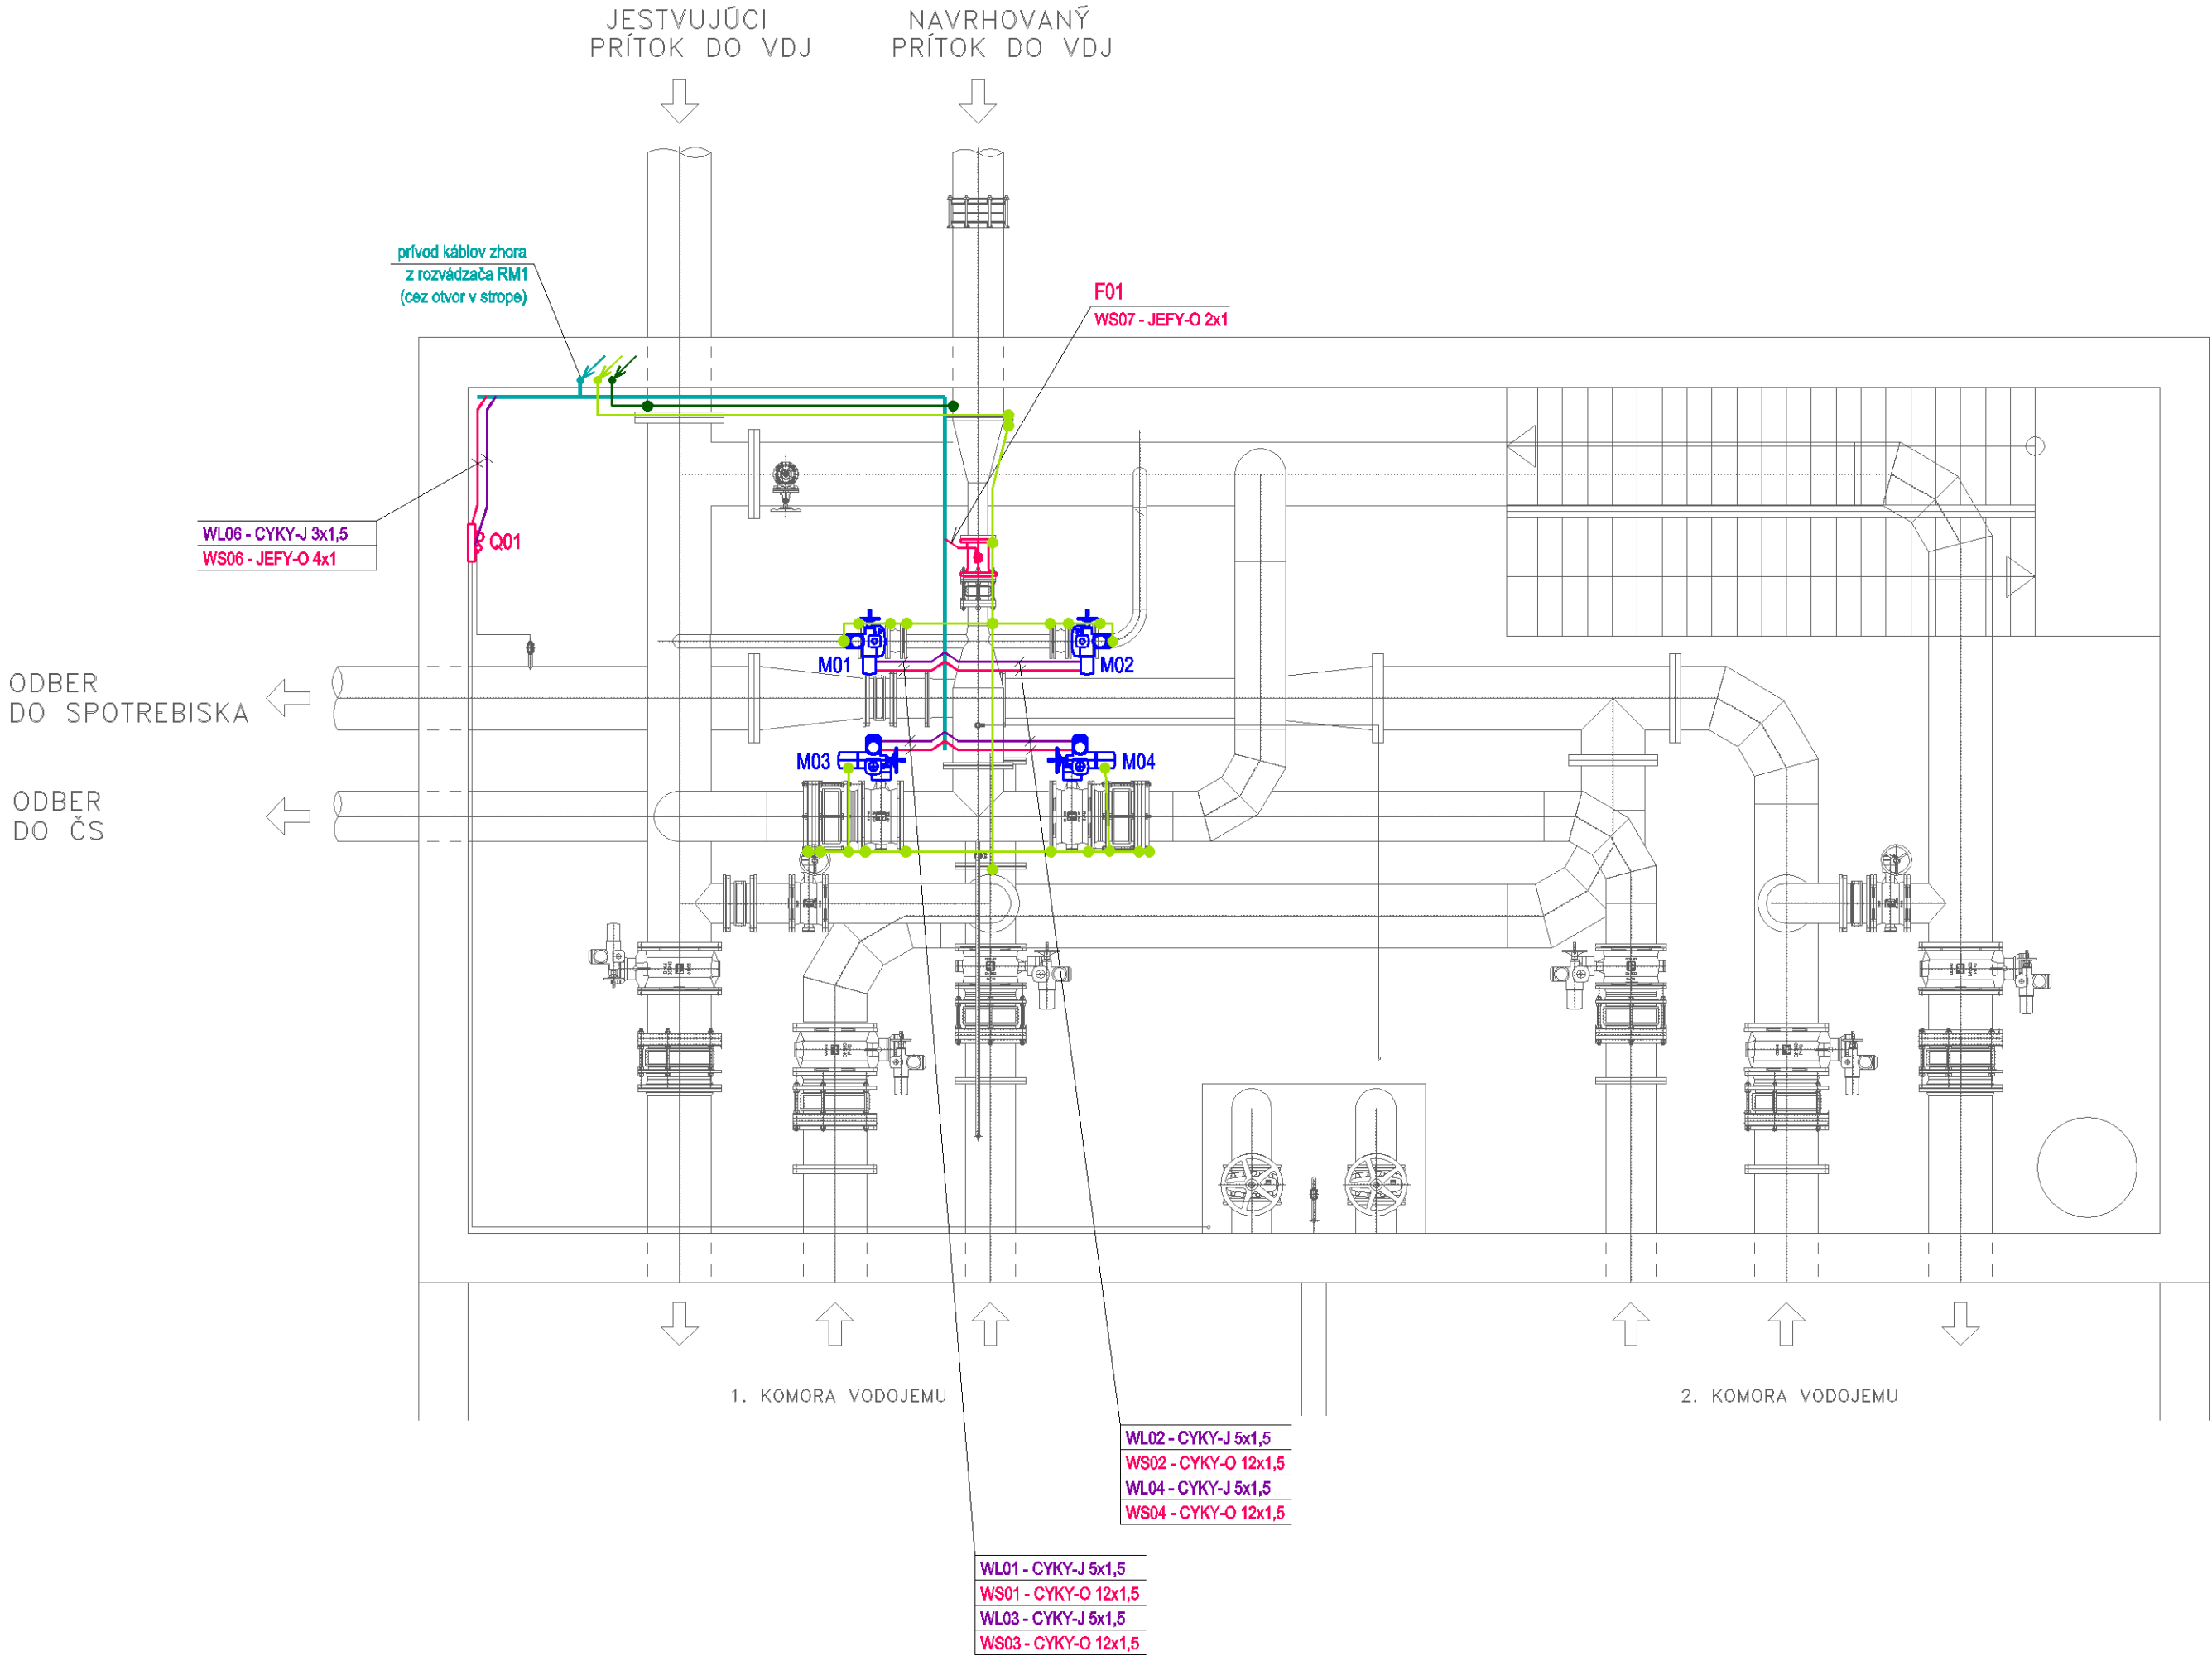 JESTVUJÚCI
PRÍTOK DO VDJ
NAVRHOVANÝ
PRÍTOK DO VDJ
prívod káblov zhora
z rozvádzača RM1
(cez otvor v strope)
F01
WS07 - JEFY-O 2x1
WL06 - CYKY-J 3x1,5
WS06 - JEFY-O 4x1
Q01
M01
M02
ODBER
DO SPOTREBISKA
M03
M04
ODBER
DO ČS
1. KOMORA VODOJEMU
2. KOMORA VODOJEMU
WL02 - CYKY-J 5x1,5
WS02 - CYKY-O 12x1,5
WL04 - CYKY-J 5x1,5
WS04 - CYKY-O 12x1,5
WL01 - CYKY-J 5x1,5
WS01 - CYKY-O 12x1,5
WL03 - CYKY-J 5x1,5
WS03 - CYKY-O 12x1,5